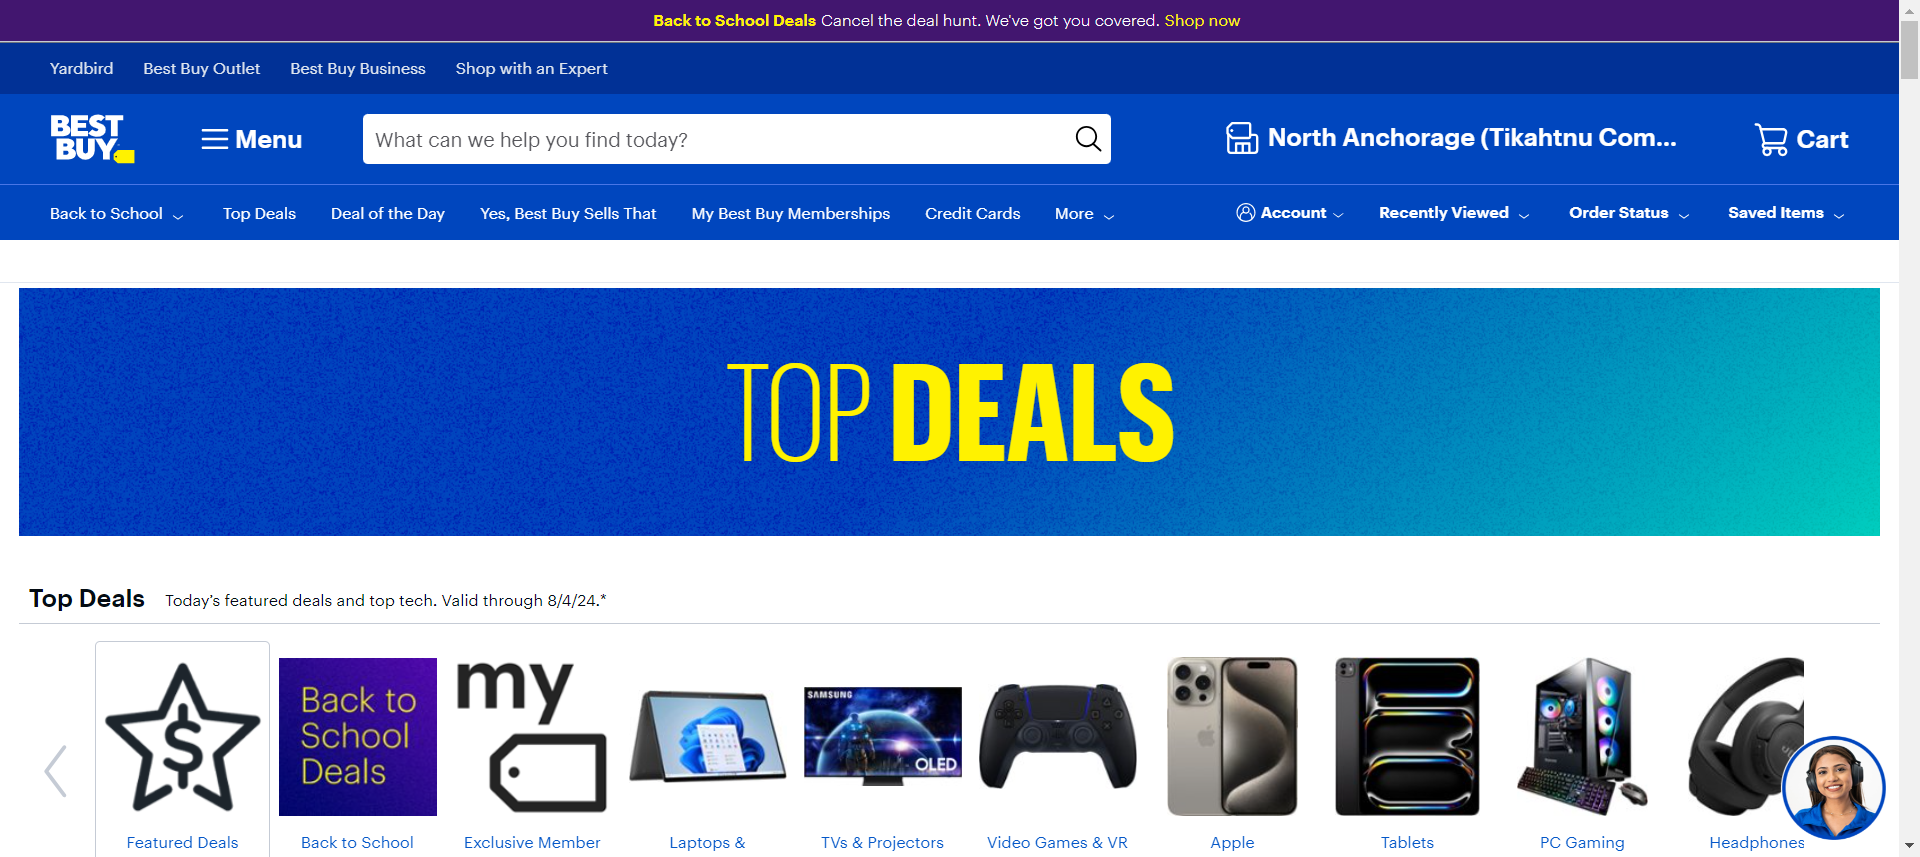 Back to School Deals Cancel the deal hunt. We've got you covered. Shop now
Yardbird Best Buy Outlet Best Buy Business Shop with an Expert
BEST BUY
Menu
What can we help you find today?
North Anchorage (Tikahtnu Com...
Cart
Back to School Top Deals Deal of the Day Yes, Best Buy Sells That My Best Buy Memberships Credit Cards More
Account Recently Viewed Order Status Saved Items
TOP DEALS
Top Deals Today's featured deals and top tech. Valid through 8/4/24.*
Back to
School
Deals
my
SAMSUNG
OLED
Featured Deals Back to School Exclusive Member Laptops & TVs & Projectors Video Games & VR Apple Tablets PC Gaming Headphones